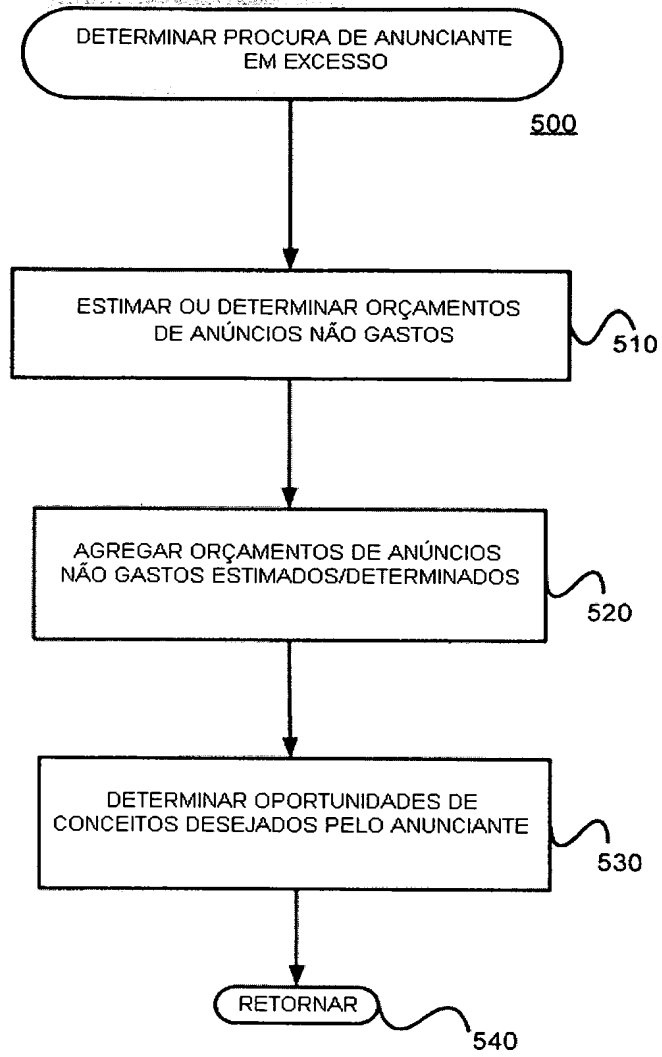 DETERMINAR PROCURA DE ANUNCIANTE
EM EXCESSO
500
ESTIMAR OU DETERMINAR ORÇAMENTOS
DE ANÚNCIOS NÃO GASTOS
510
AGREGAR ORÇAMENTOS DE ANÚNCIOS
NÃO GASTOS ESTIMADOS/DETERMINADOS
520
DETERMINAR OPORTUNIDADES DE
CONCEITOS DESEJADOS PELO ANUNCIANTE
530
RETORNAR
540